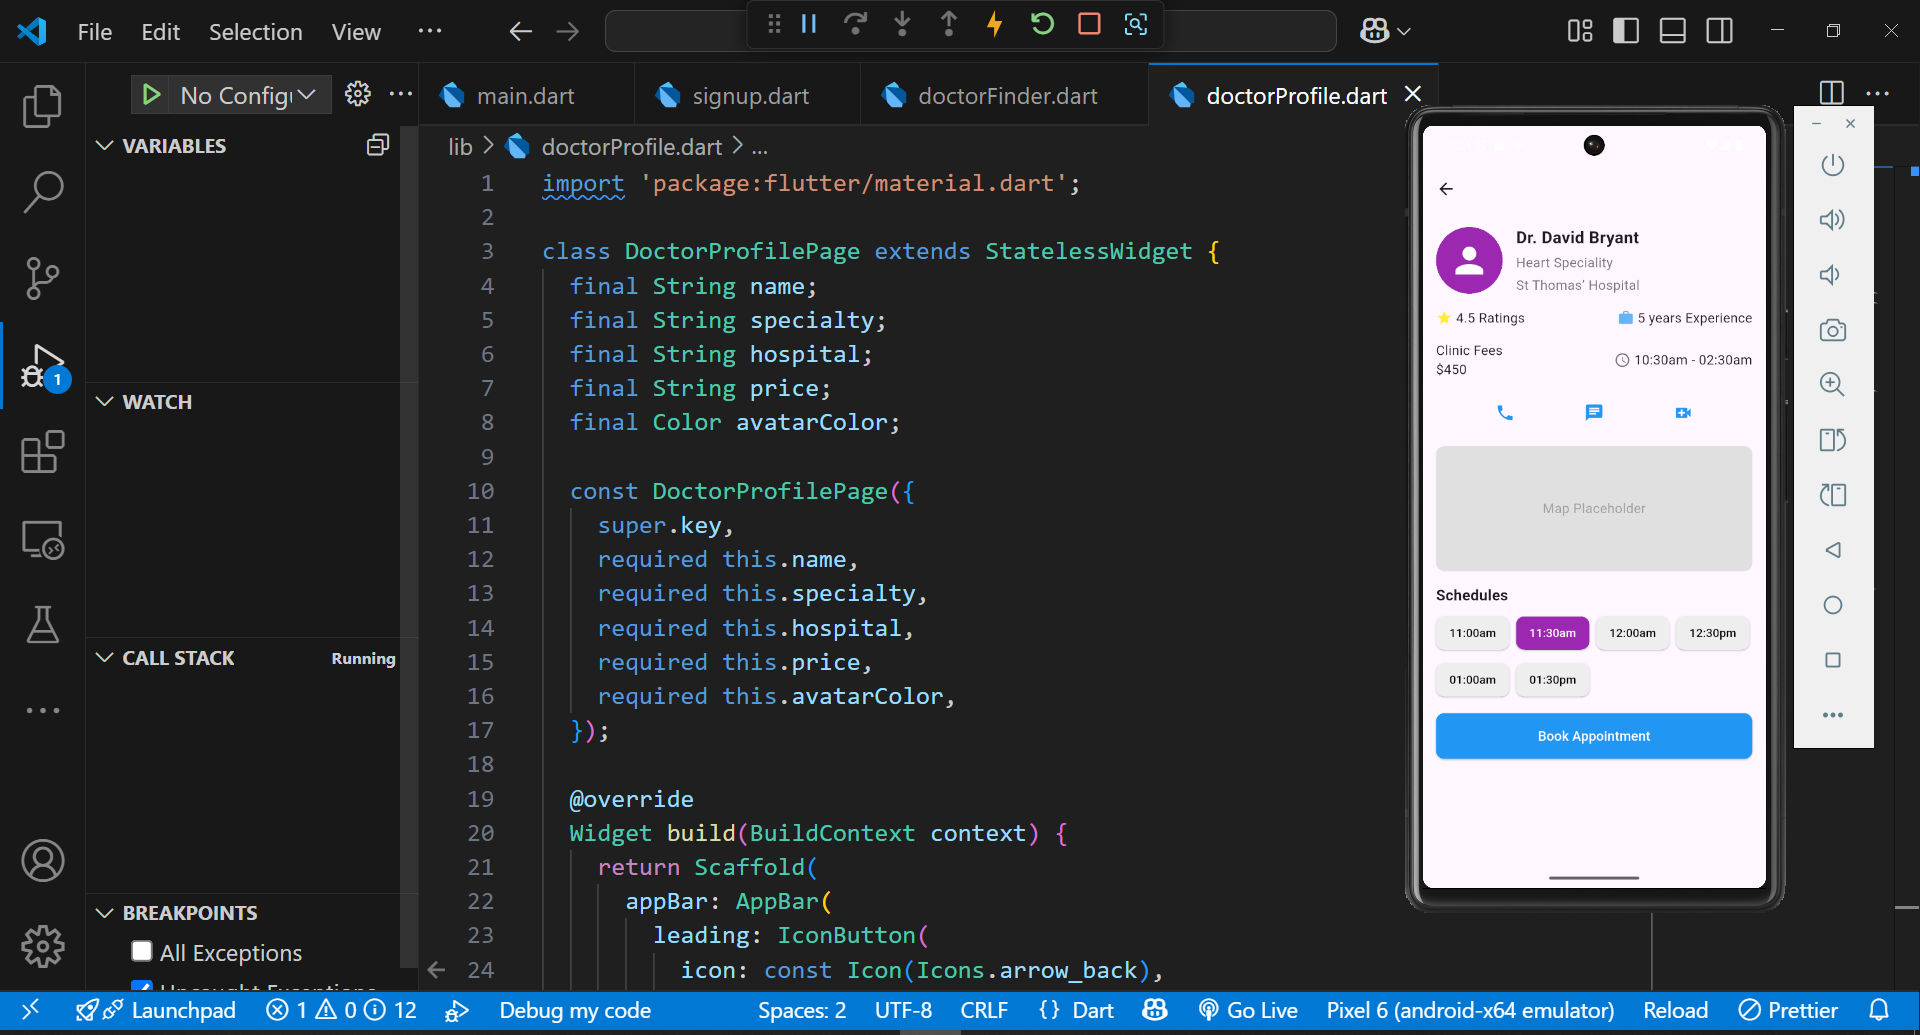 File Edit Selection View ...
No Config
main.dart
signup.dart
doctorFinder.dart
doctorProfile.dart
VARIABLES
WATCH
CALL STACK
Running
BREAKPOINTS
All Exceptions
Uncaught Exceptions
1
lib > doctorProfile.dart > ...
1 import 'package:flutter/material.dart';
2
3 class DoctorProfilePage extends StatelessWidget {
4 final String name;
5 final String specialty;
6 final String hospital;
7 final String price;
8 final Color avatarColor;
9
10 const DoctorProfilePage({
11 super.key,
12 required this.name,
13 required this.specialty,
14 required this.hospital,
15 required this.price,
16 required this.avatarColor,
17 });
18
19 @override
20 Widget build(BuildContext context) {
21 return Scaffold(
22 appBar: AppBar(
23 leading: IconButton(
24 icon: const Icon(Icons.arrow_back),
Dr. David Bryant
Heart Speciality
St Thomas' Hospital
4.5 Ratings
5 years Experience
Clinic Fees
$450
10:30am - 02:30am
Map Placeholder
Schedules
11:00am 11:30am 12:00am 12:30pm
01:00am 01:30pm
Book Appointment
Launchpad 1 0 12 Debug my code Spaces: 2 UTF-8 CRLF {} Dart Go Live Pixel 6 (android-x64 emulator) Reload Prettier